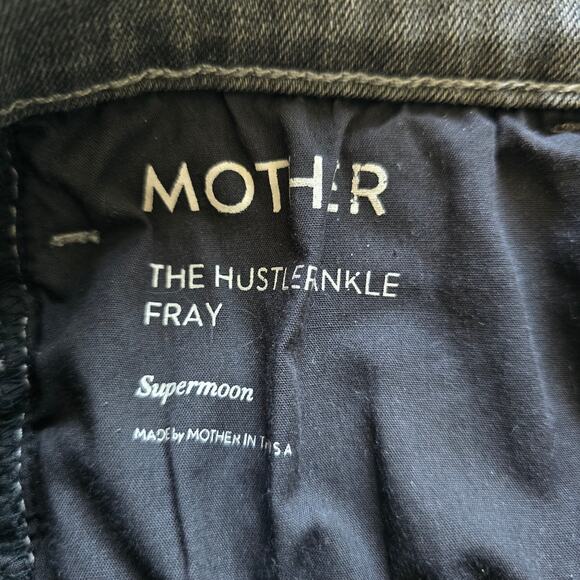 MOTHER
THE HUSTLER ANKLE
FRAY
Supermoon
MADE by MOTHER IN THE USA